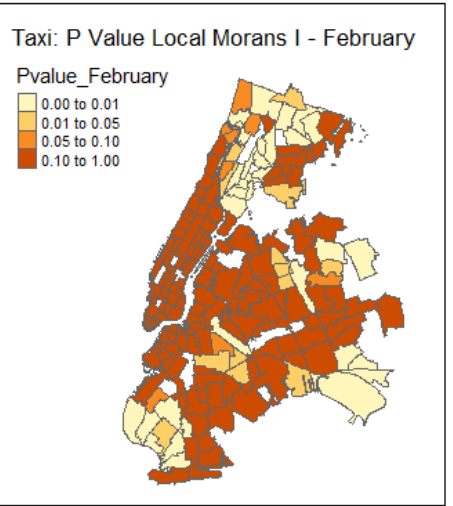 Taxi: P Value Local Morans I - February
Pvalue_February
0.00 to 0.01
0.01 to 0.05
0.05 to 0.10
0.10 to 1.00